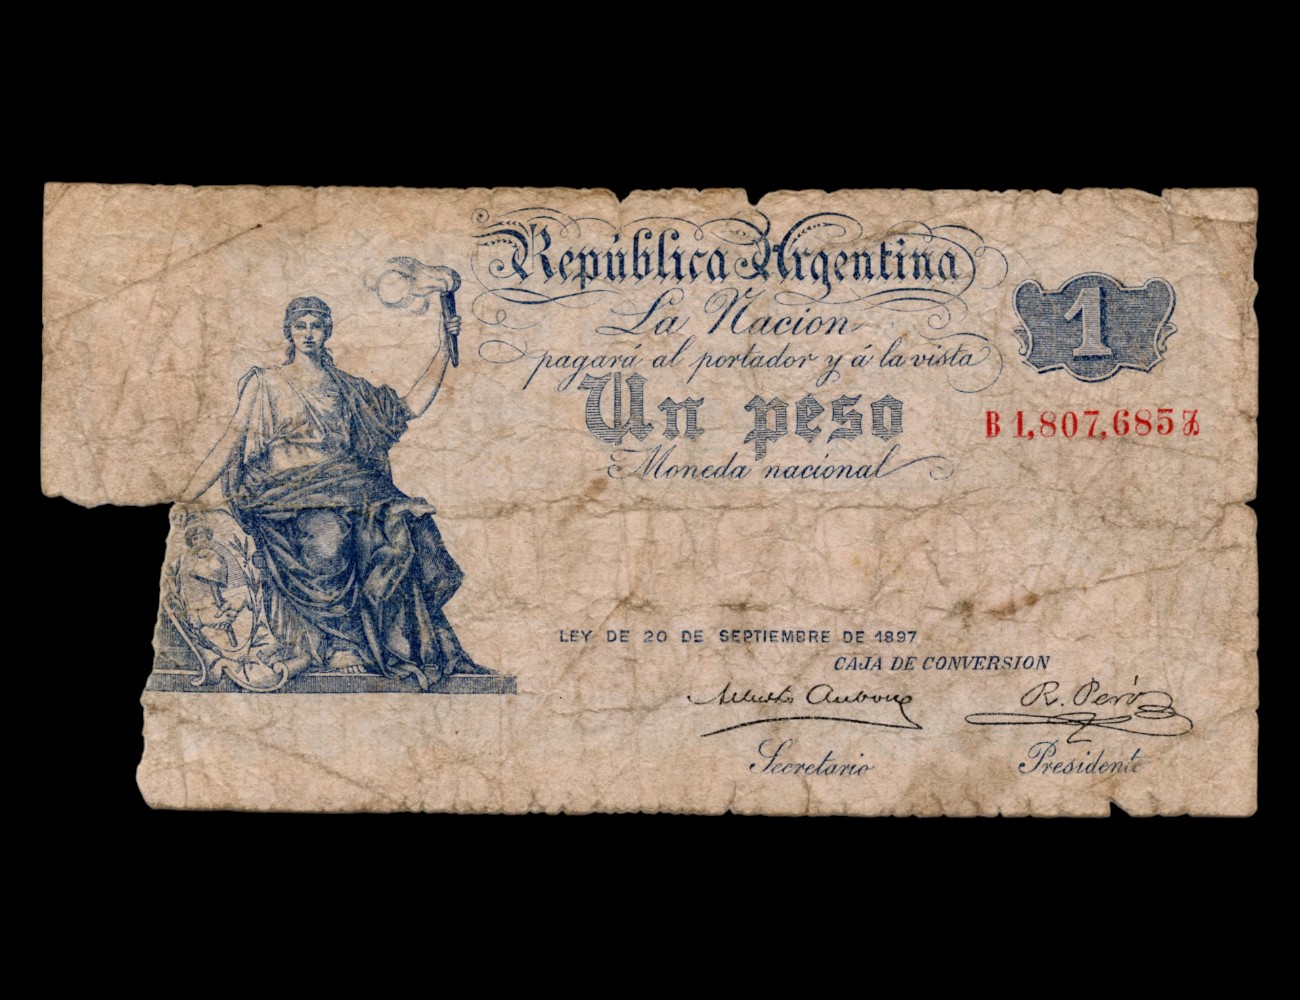 República Argentina
La Nacion
pagará al portador y á la vista
1
Un peso
B 1,807,685
Moneda nacional
LEY DE 20 DE SEPTIEMBRE DE 1897
CAJA DE CONVERSION
R. Peró
Secretario
Presidente